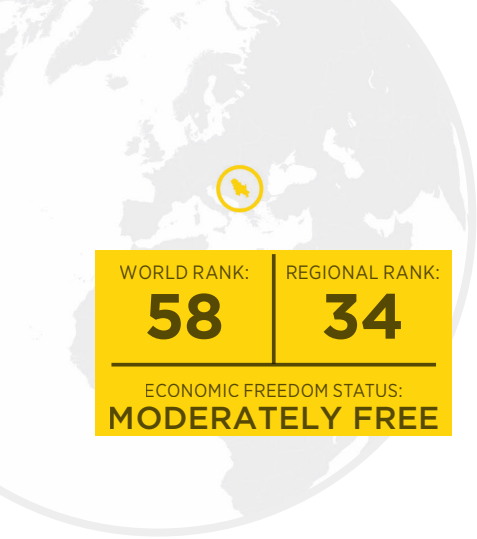 WORLD RANK:
58
REGIONAL RANK:
34
ECONOMIC FREEDOM STATUS:
MODERATELY FREE